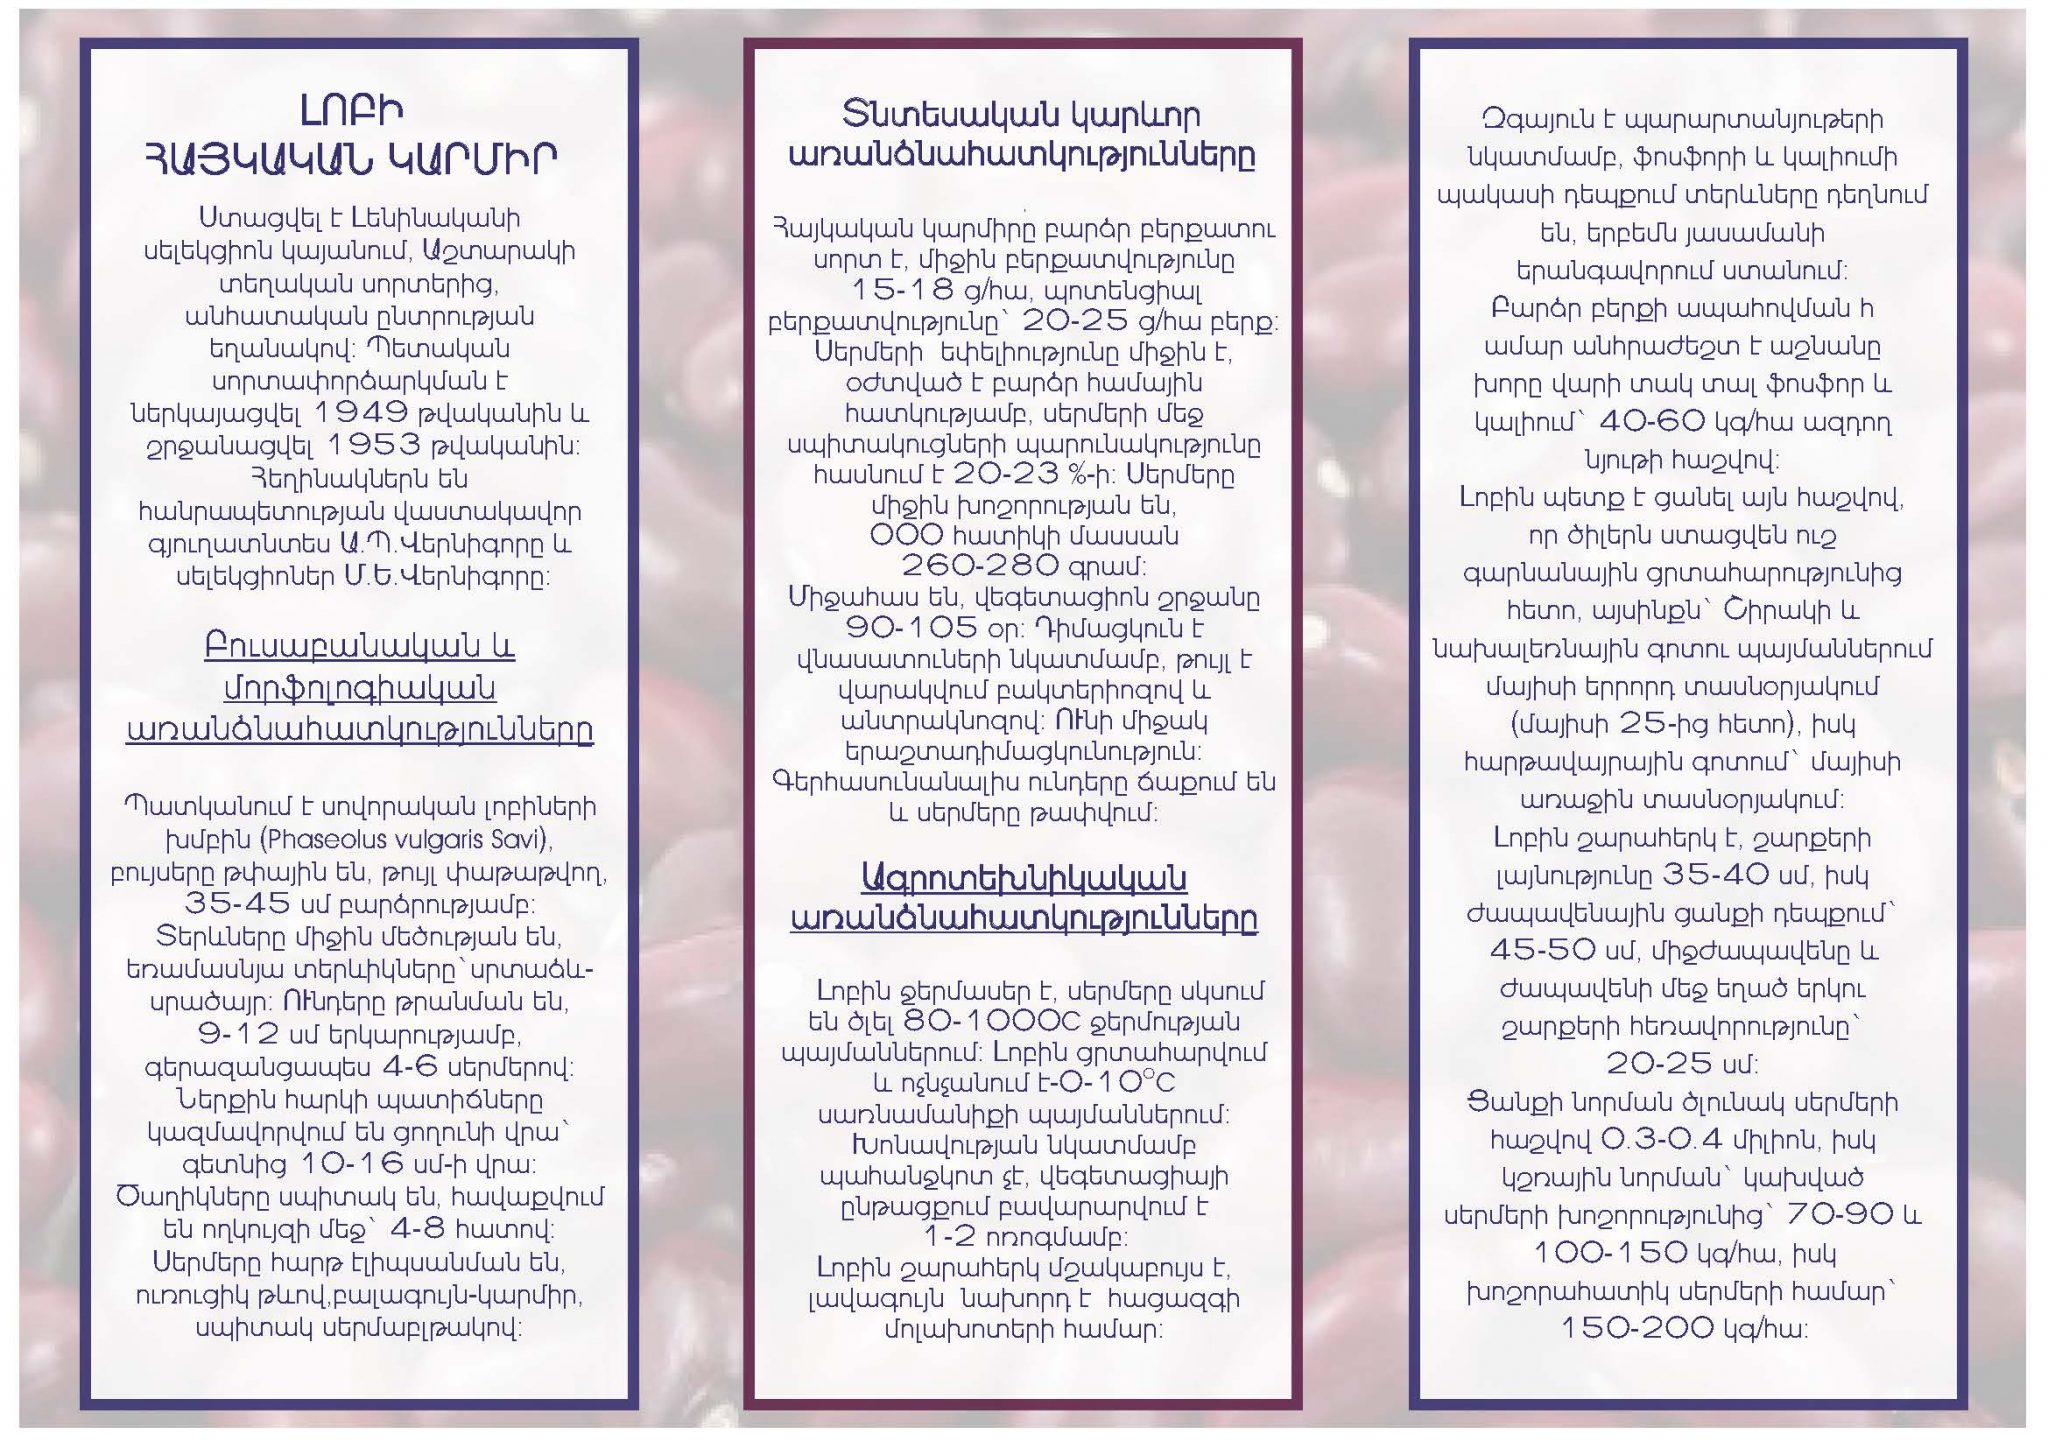 ԼՈԲԻ
ՀԱՅԿԱԿԱՆ ԿԱՐՄԻՐ
Ստացվել է Լենինականի
սելեկցիոն կայանում, Աշտարակի
տեղական սորտերից,
անհատական ընտրության
եղանակով: Պետական
սորտափորձարկման է
ներկայացվել 1949 թվականին և
շրջանացվել 1953 թվականին:
Հեղինակներն են
հանրապետության վաստակավոր
գյուղատնտես Ա.Պ.Վերնիգորը և
սելեկցիոներ Մ.Ե.Վերնիգորը:
Բուսաբանական և
մորֆոլոգիական
առանձնահատկությունները
Պատկանում է սովորական լոբիների
խմբին (Phaseolus vulgaris Savi),
բույսերը թփային են, թույլ փաթաթվող,
35-45 սմ բարձրությամբ:
Տերևները միջին մեծության են,
եռամասնյա տերևիկները՝սրտաձև-
սրածայր: Ունդերը թրանման են,
9-12 սմ երկարությամբ,
գերազանցապես 4-6 սերմերով:
Ներքին հարկի պատիճները
կազմավորվում են ցողունի վրա՝
գետնից 10-16 սմ-ի վրա:
Ծաղիկները սպիտակ են, հավաքվում
են ողկույզի մեջ՝ 4-8 հատով:
Սերմերը հարթ էլիպսանման են,
ուռուցիկ թևով,բալագույն-կարմիր,
սպիտակ սերմաբլթակով:
Տնտեսական կարևոր
առանձնահատկությունները
Հայկական կարմիրը բարձր բերքատու
սորտ է, միջին բերքատվությունը
15-18 ց/հա, պոտենցիալ
բերքատվությունը՝ 20-25 ց/հա բերք:
Սերմերի եփելիությունը միջին է,
օժտված է բարձր համային
հատկությամբ, սերմերի մեջ
սպիտակուցների պարունակությունը
հասնում է 20-23 %-ի: Սերմերը
միջին խոշորության են,
000 հատիկի մասսան
260-280 գրամ:
Միջահաս են, վեգետացիոն շրջանը
90-105 օր: Դիմացկուն է
վնասատուների նկատմամբ, թույլ է
վարակվում բակտերիոզով և
անտրակնոզով: Ունի միջակ
երաշտադիմացկունություն:
Գերհասունանալիս ունդերը ճաքում են
և սերմերը թափվում:
Ագրոտեխնիկական
առանձնահատկությունները
Լոբին ջերմասեր է, սերմերը սկսում
են ծլել 80-1000C ջերմության
պայմաններում: Լոբին ցրտահարվում
և ոչնչանում է-0-10°C
սառնամանիքի պայմաններում:
Խոնավության նկատմամբ
պահանջկոտ չէ, վեգետացիայի
ընթացքում բավարարվում է
1-2 ոռոգմամբ:
Լոբին շարահերկ մշակաբույս է,
լավագույն նախորդ է հացազգի
մոլախոտերի համար:
Զգայուն է պարարտանյութերի
նկատմամբ, ֆոսֆորի և կալիումի
պակասի դեպքում տերևները դեղնում
են, երբեմն յասամանի
երանգավորում ստանում:
Բարձր բերքի ապահովման հ
ամար անհրաժեշտ է աշնանը
խորը վարի տակ տալ ֆոսֆոր և
կալիում՝ 40-60 կգ/հա ազդող
նյութի հաշվով:
Լոբին պետք է ցանել այն հաշվով,
որ ծիլերն ստացվեն ուշ
գարնանային ցրտահարությունից
հետո, այսինքն՝ Շիրակի և
նախալեռնային գոտու պայմաններում
մայիսի երրորդ տասնօրյակում
(մայիսի 25-ից հետո), իսկ
հարթավայրային գոտում՝ մայիսի
առաջին տասնօրյակում:
Լոբին շարահերկ է, շարքերի
լայնությունը 35-40 սմ, իսկ
ժապավենային ցանքի դեպքում՝
45-50 սմ, միջժապավենը և
ժապավենի մեջ եղած երկու
շարքերի հեռավորությունը՝
20-25 սմ:
Ցանքի նորման ծլունակ սերմերի
հաշվով 0.3-0.4 միլիոն, իսկ
կշռային նորման՝ կախված
սերմերի խոշորությունից՝ 70-90 և
100-150 կգ/հա, իսկ
խոշորահատիկ սերմերի համար՝
150-200 կգ/հա: